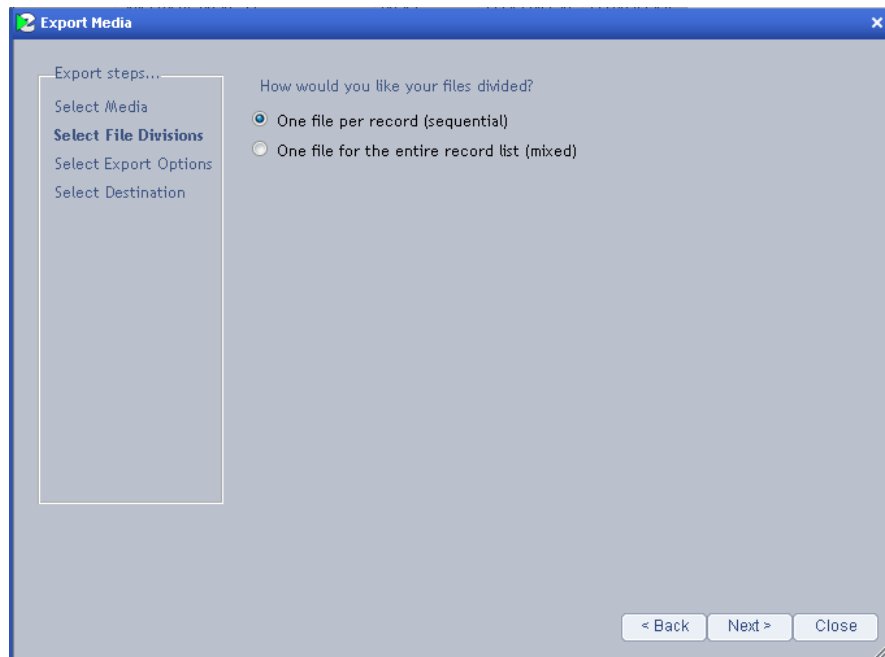 Export Media
Export steps...
Select Media
Select File Divisions
Select Export Options
Select Destination
How would you like your files divided?
One file per record (sequential)
One file for the entire record list (mixed)
< Back
Next >
Close